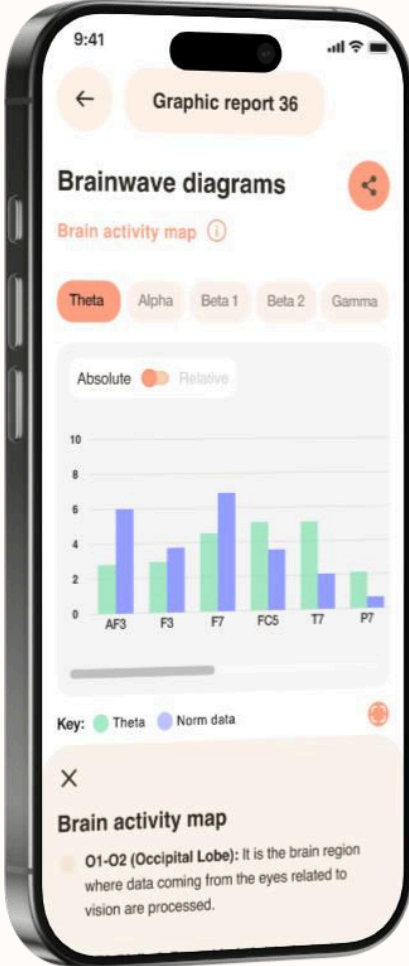 9:41
Graphic report 36
Brainwave diagrams
Brain activity map
Theta Alpha Beta 1 Beta 2 Gamma
Absolute Relative
10
8
6
4
2
0
AF3 F3 F7 FC5 T7 P7
Key: Theta Norm data
Brain activity map
O1-O2 (Occipital Lobe): It is the brain region
where data coming from the eyes related to
vision are processed.